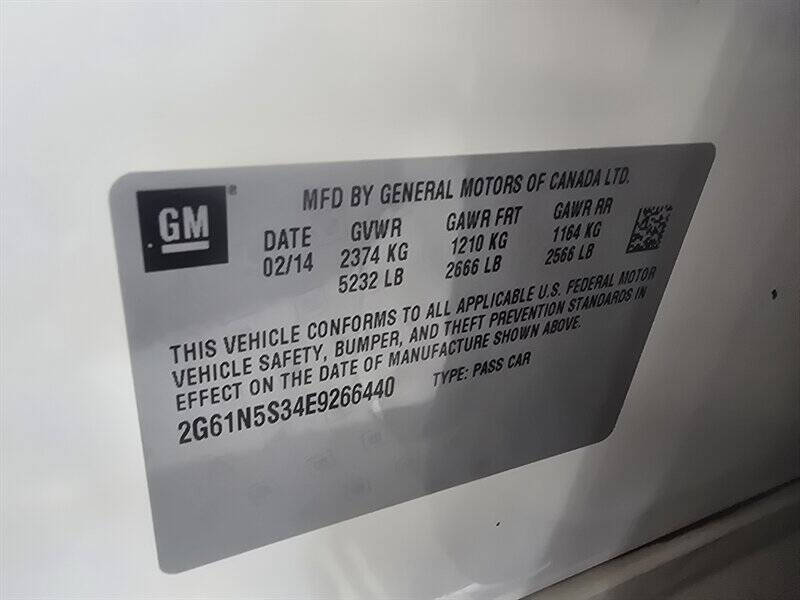 GM®
MFD BY GENERAL MOTORS OF CANADA LTD.
DATE GVWR GAWR FRT GAWR RR
02/14 2374 KG 1210 KG 1164 KG
5232 LB 2666 LB 2566 LB
THIS VEHICLE CONFORMS TO ALL APPLICABLE U.S. FEDERAL MOTOR
VEHICLE SAFETY, BUMPER, AND THEFT PREVENTION STANDARDS IN
EFFECT ON THE DATE OF MANUFACTURE SHOWN ABOVE.
2G61N5S34E9266440 TYPE: PASS CAR